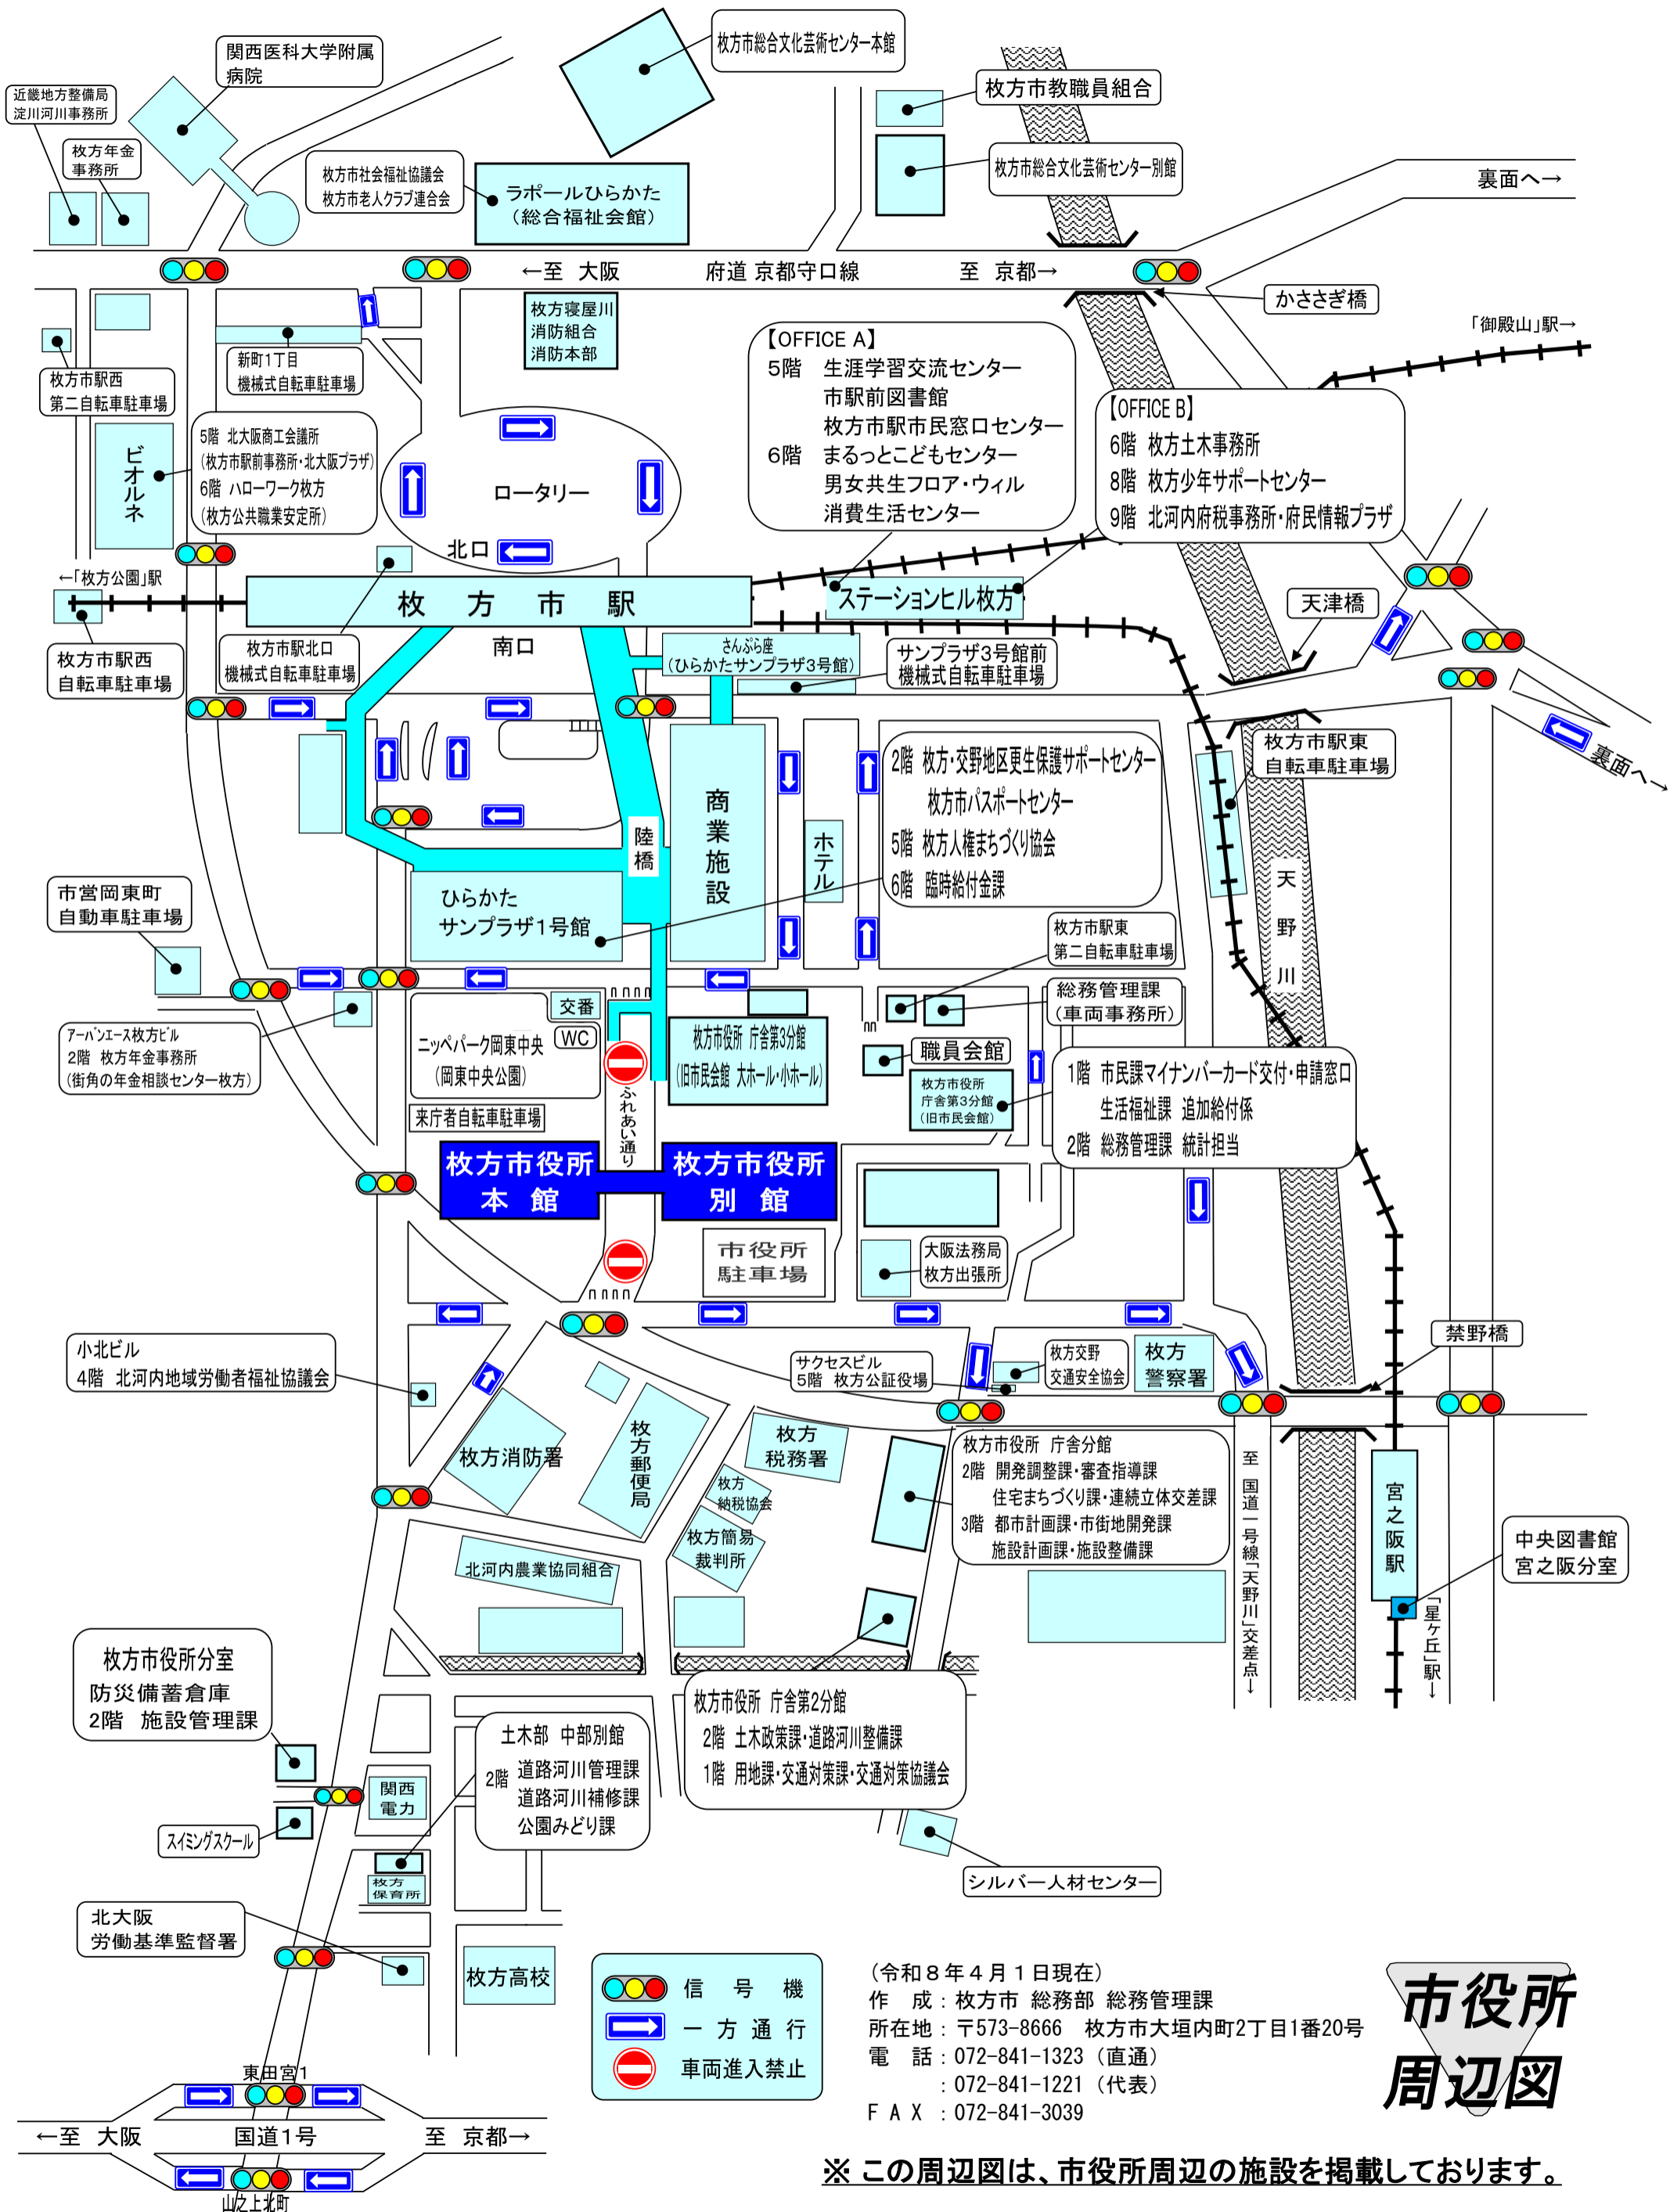 関西医科大学附属
病院
枚方市総合文化芸術センター本館
近畿地方整備局
淀川河川事務所
枚方年金
事務所
枚方市教職員組合
枚方市社会福祉協議会
枚方市老人クラブ連合会
ラポールひらかた
（総合福祉会館）
枚方市総合文化芸術センター別館
裏面へ→
←至 大阪
府道 京都守口線
至 京都→
かささぎ橋
枚方寝屋川
消防組合
消防本部
「御殿山」駅→
新町1丁目
機械式自転車駐車場
枚方市駅西
第二自転車駐車場
【OFFICE A】
5階 生涯学習交流センター
市駅前図書館
枚方市駅市民窓口センター
6階 まるっとこどもセンター
男女共生フロア・ウィル
消費生活センター
【OFFICE B】
6階 枚方土木事務所
8階 枚方少年サポートセンター
9階 北河内府税事務所・府民情報プラザ
ビオルネ
5階 北大阪商工会議所
(枚方市駅前事務所・北大阪プラザ)
6階 ハローワーク枚方
(枚方公共職業安定所)
ロータリー
北口
←「枚方公園」駅
枚方市駅
ステーションヒル枚方
天津橋
枚方市駅西
自転車駐車場
枚方市駅北口
機械式自転車駐車場
南口
さんぷら座
（ひらかたサンプラザ3号館）
サンプラザ3号館前
機械式自転車駐車場
枚方市駅東
自転車駐車場
裏面へ→
2階 枚方・交野地区更生保護サポートセンター
枚方市パスポートセンター
5階 枚方人権まちづくり協会
6階 臨時給付金課
商業施設
陸橋
ホテル
天野川
ひらかた
サンプラザ1号館
市営岡東町
自動車駐車場
枚方市駅東
第二自転車駐車場
総務管理課
（車両事務所）
交番
WC
ニッペパーク岡東中央
(岡東中央公園)
枚方市役所 庁舎第3分館
(旧市民会館 大ホール・小ホール)
職員会館
アーバンエース枚方ビル
2階 枚方年金事務所
(街角の年金相談センター枚方)
枚方市役所
庁舎第3分館
（旧市民会館）
1階 市民課マイナンバーカード交付・申請窓口
生活福祉課 追加給付係
2階 総務管理課 統計担当
来庁者自転車駐車場
ふれあい通り
枚方市役所
本館
枚方市役所
別館
市役所
駐車場
大阪法務局
枚方出張所
禁野橋
小北ビル
4階 北河内地域労働者福祉協議会
サクセスビル
5階 枚方公証役場
枚方交野
交通安全協会
枚方
警察署
枚方消防署
枚方郵便局
枚方
税務署
枚方
納税協会
枚方簡易
裁判所
枚方市役所 庁舎分館
2階 開発調整課・審査指導課
住宅まちづくり課・連続立体交差課
3階 都市計画課・市街地開発課
施設計画課・施設整備課
至 国道一号線「天野川」交差点→
宮之阪駅
中央図書館
宮之阪分室
「星ヶ丘」駅→
北河内農業協同組合
枚方市役所分室
防災備蓄倉庫
2階 施設管理課
枚方市役所 庁舎第2分館
2階 土木政策課・道路河川整備課
1階 用地課・交通対策課・交通対策協議会
土木部 中部別館
2階 道路河川管理課
道路河川補修課
公園みどり課
関西
電力
スイミングスクール
枚方
保育所
シルバー人材センター
北大阪
労働基準監督署
枚方高校
信号機
一方通行
車両進入禁止
（令和８年４月１日現在）
作 成：枚方市 総務部 総務管理課
所在地：〒573-8666 枚方市大垣内町2丁目1番20号
電 話：072-841-1323（直通）
：072-841-1221（代表）
ＦＡＸ：072-841-3039
市役所
周辺図
東田宮1
←至 大阪
国道1号
至 京都→
山之上北町
※ この周辺図は、市役所周辺の施設を掲載しております。